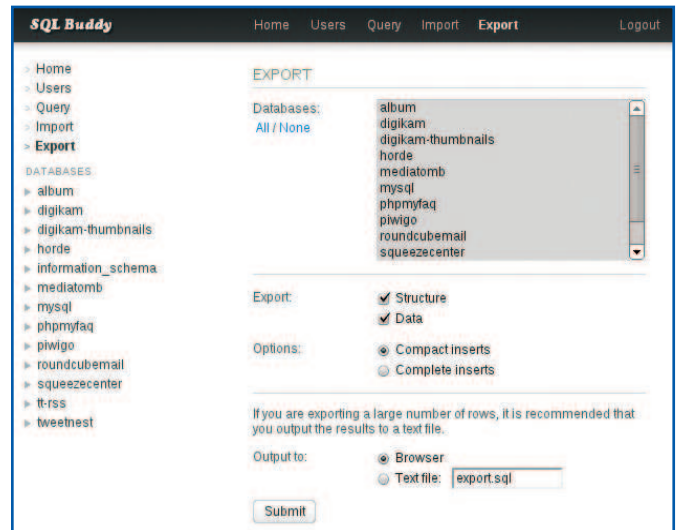 SQL Buddy
Home Users Query Import Export Logout
Home
Users
Query
Import
Export
DATABASES
album
digikam
digikam-thumbnails
horde
information_schema
mediatomb
mysql
phpmyfaq
piwigo
roundcubemail
squeezecenter
tt-rss
tweetnest
EXPORT
Databases:
All / None
album
digikam
digikam-thumbnails
horde
mediatomb
mysql
phpmyfaq
piwigo
roundcubemail
squeezecenter
Export:
Structure
Data
Options:
Compact inserts
Complete inserts
If you are exporting a large number of rows, it is recommended that
you output the results to a text file.
Output to:
Browser
Text file: export.sql
Submit